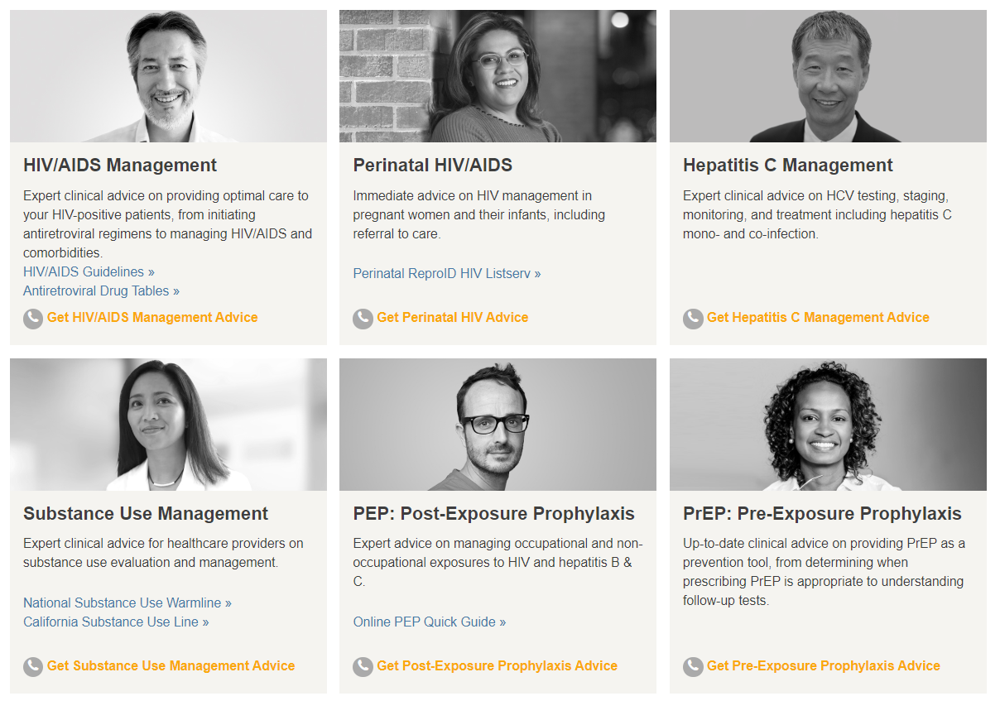 HIV/AIDS Management
Expert clinical advice on providing optimal care to
your HIV-positive patients, from initiating
antiretroviral regimens to managing HIV/AIDS and
comorbidities.
HIV/AIDS Guidelines »
Antiretroviral Drug Tables »
Get HIV/AIDS Management Advice
Perinatal HIV/AIDS
Immediate advice on HIV management in
pregnant women and their infants, including
referral to care.
Perinatal ReproID HIV Listserv »
Get Perinatal HIV Advice
Hepatitis C Management
Expert clinical advice on HCV testing, staging,
monitoring, and treatment including hepatitis C
mono- and co-infection.
Get Hepatitis C Management Advice
Substance Use Management
Expert clinical advice for healthcare providers on
substance use evaluation and management.
National Substance Use Warmline »
California Substance Use Line »
Get Substance Use Management Advice
PEP: Post-Exposure Prophylaxis
Expert advice on managing occupational and non-
occupational exposures to HIV and hepatitis B &
C.
Online PEP Quick Guide »
Get Post-Exposure Prophylaxis Advice
PrEP: Pre-Exposure Prophylaxis
Up-to-date clinical advice on providing PrEP as a
prevention tool, from determining when
prescribing PrEP is appropriate to understanding
follow-up tests.
Get Pre-Exposure Prophylaxis Advice